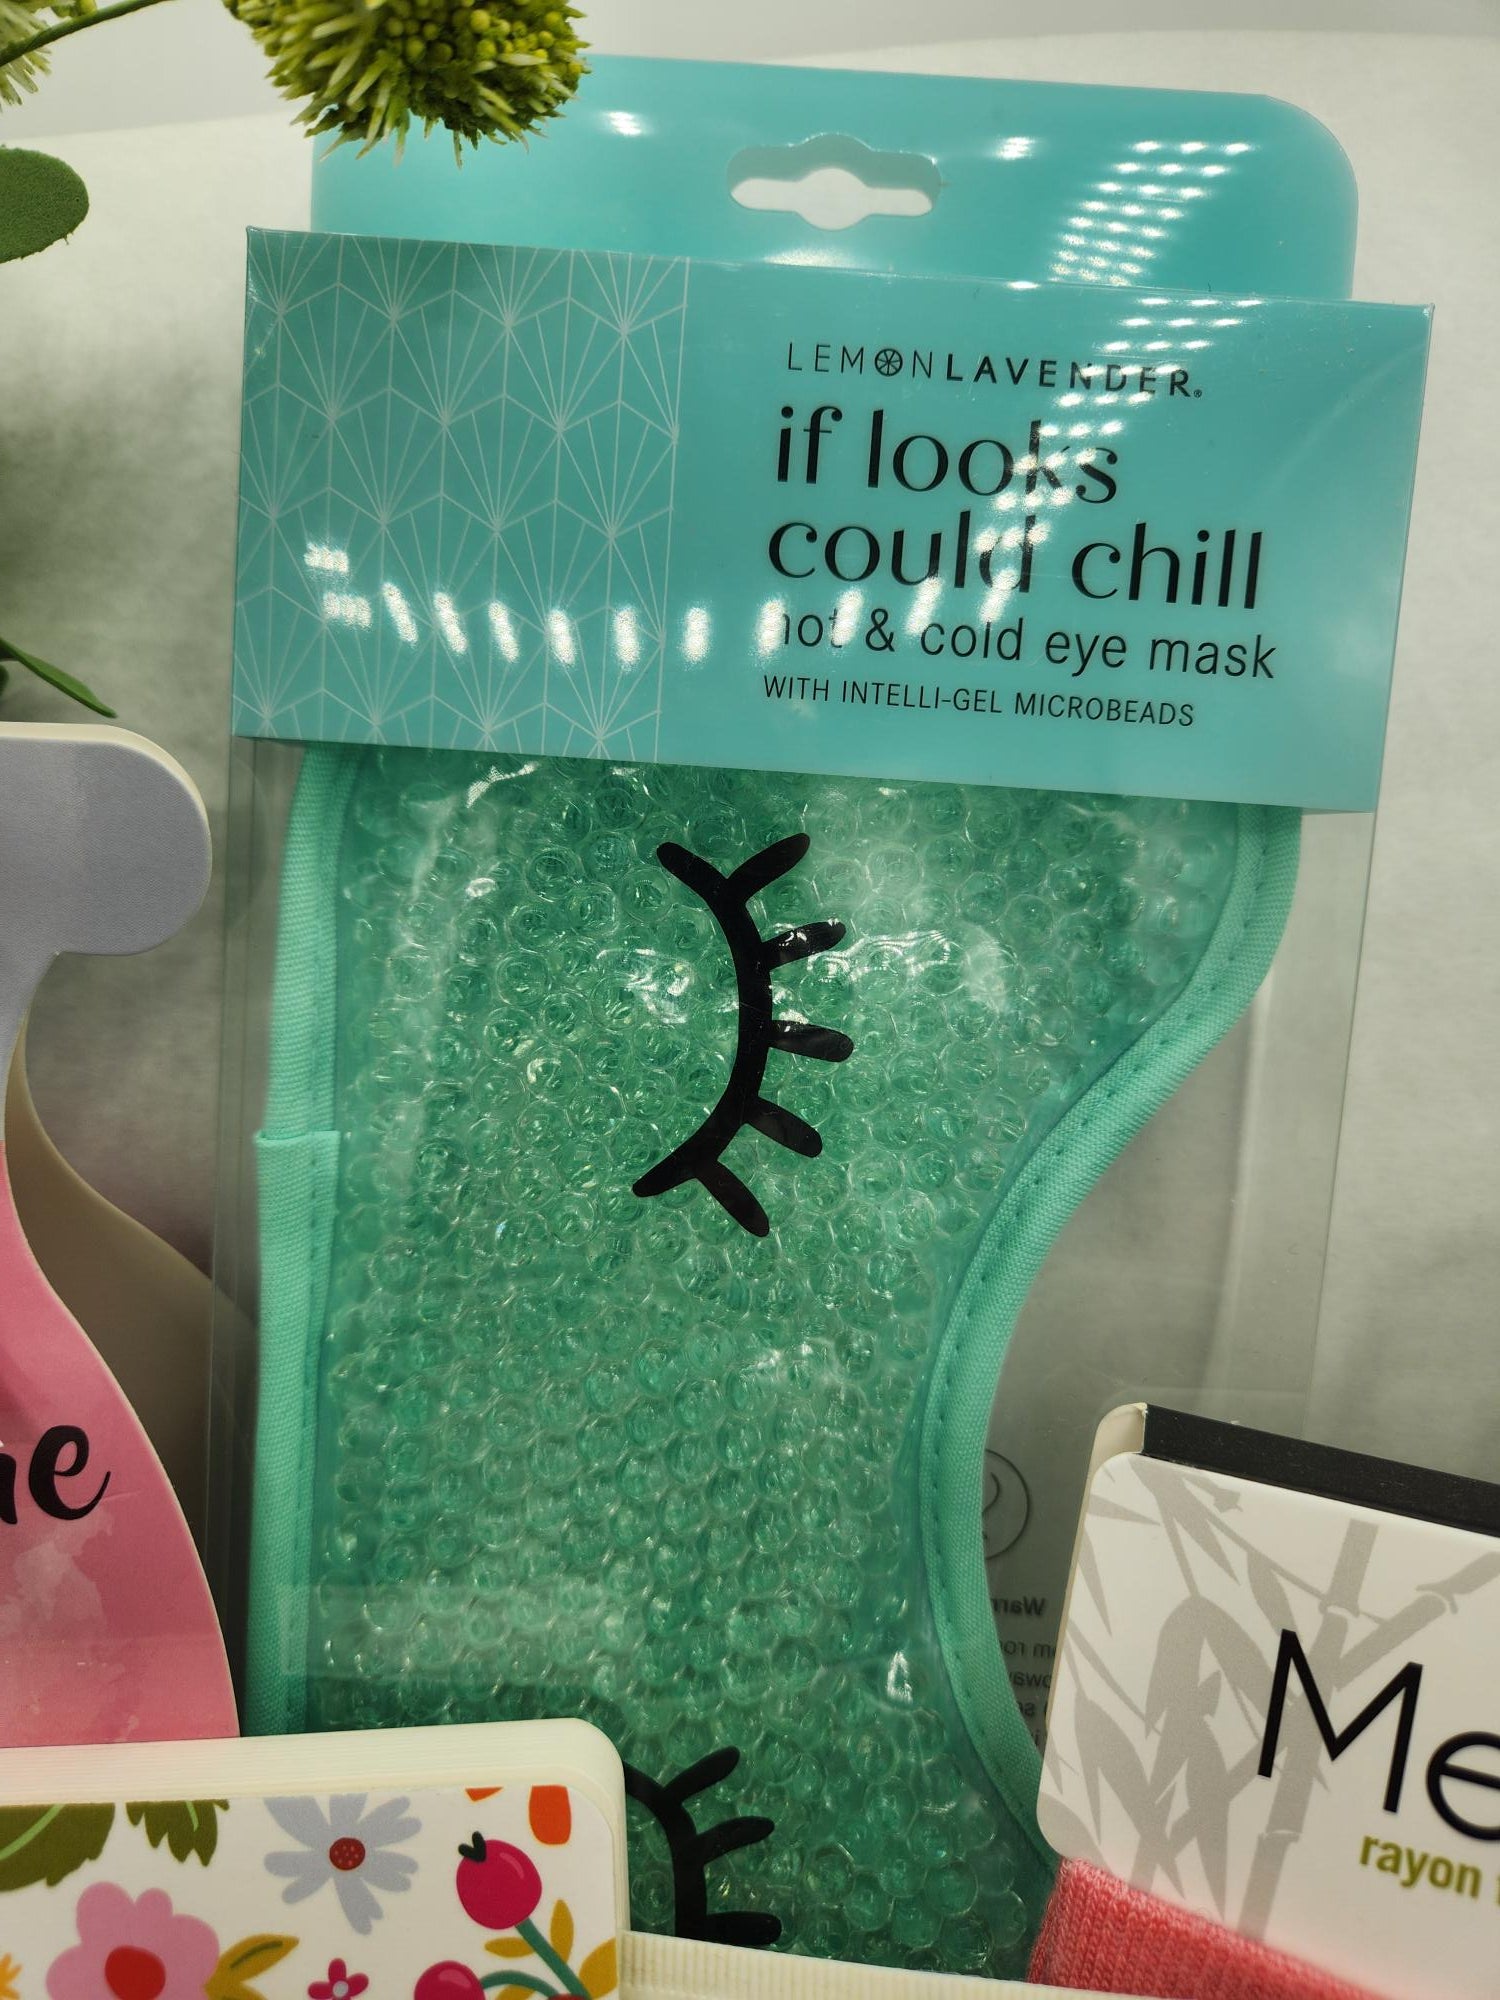 LEMONLAVENDER®
if looks
could chill
hot & cold eye mask
WITH INTELLI-GEL MICROBEADS
Me
rayon